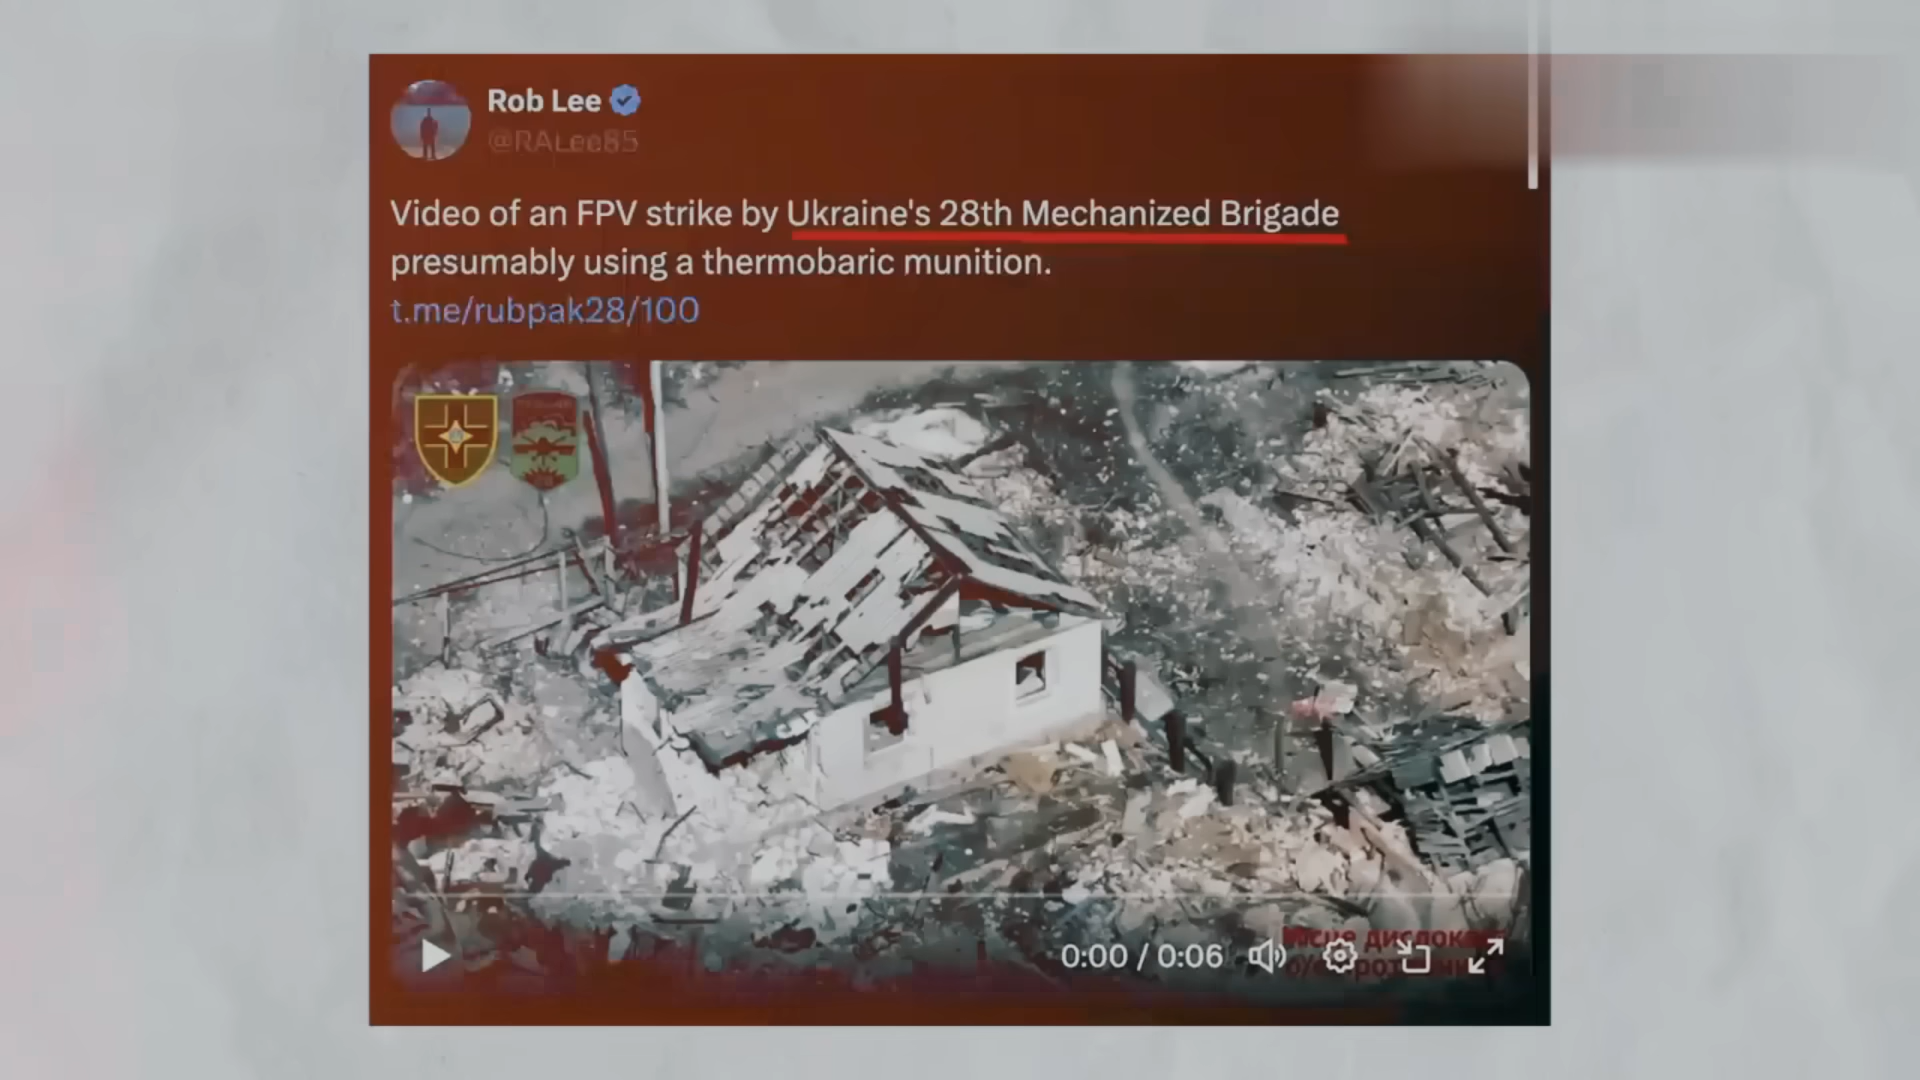 Rob Lee
@RALee85
Video of an FPV strike by Ukraine's 28th Mechanized Brigade
presumably using a thermobaric munition.
t.me/rubpak28/100
0:00 / 0:06